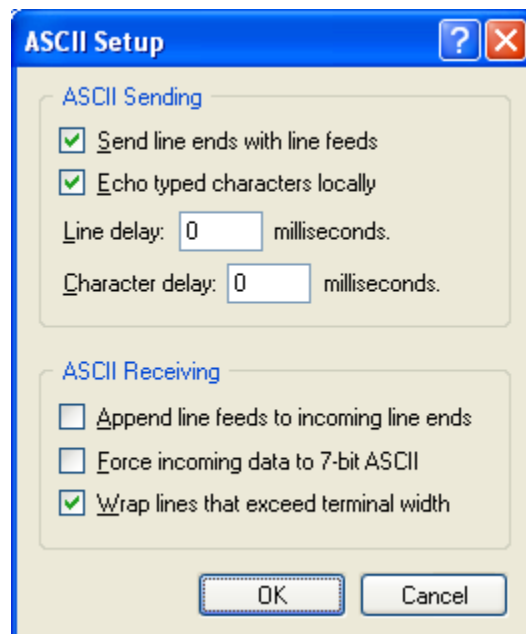 ASCII Setup
ASCII Sending
Send line ends with line feeds
Echo typed characters locally
Line delay: 0 milliseconds.
Character delay: 0 milliseconds.
ASCII Receiving
Append line feeds to incoming line ends
Force incoming data to 7-bit ASCII
Wrap lines that exceed terminal width
OK Cancel